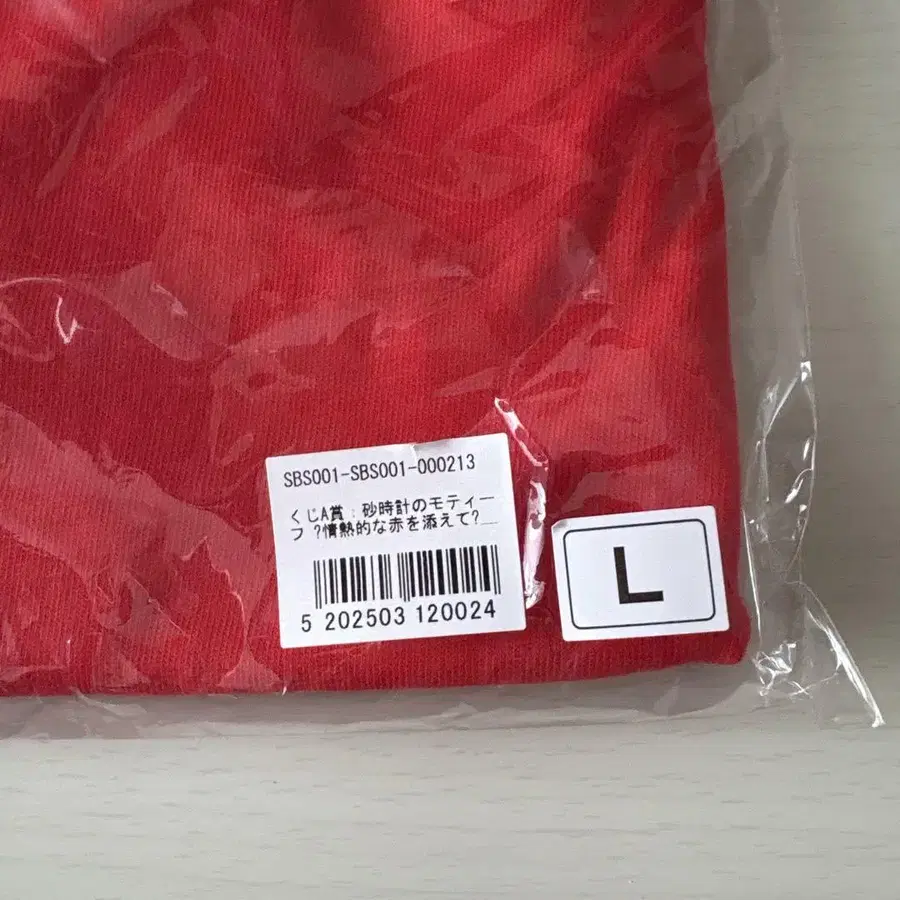 SBS001-SBS001-000213
くじA賞：砂時計のモティー
フ ?情熱的な赤を添えて?__
5 202503 120024
L